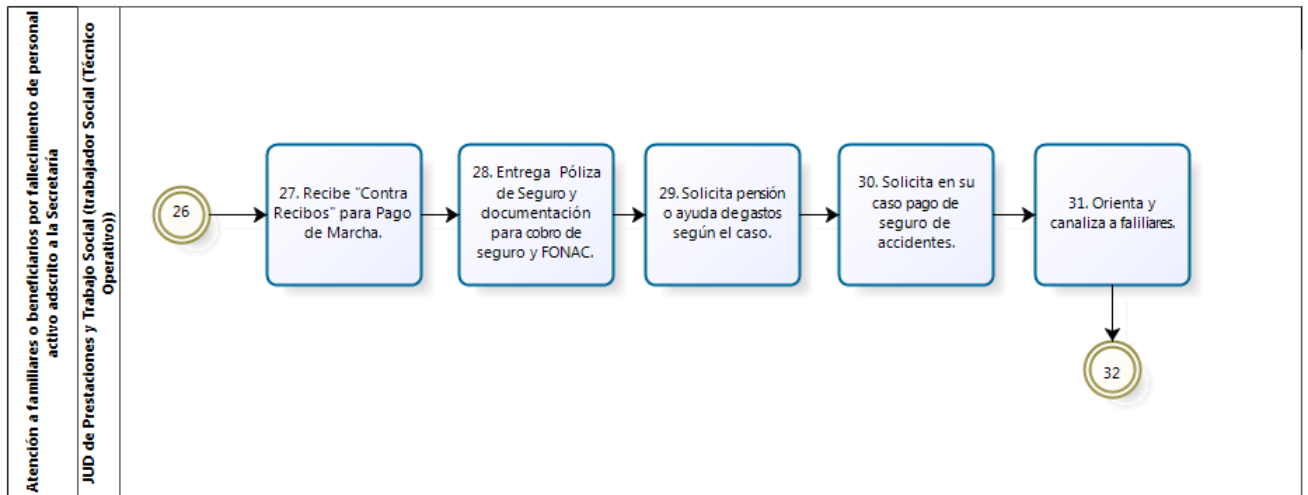 Atención a familiares o beneficiarios por fallecimiento de personal
activo adscrito a la Secretaría
JUD de Prestaciones y Trabajo Social (trabajador Social (Técnico
Operativo))
26
27. Recibe "Contra
Recibos" para Pago
de Marcha.
28. Entrega Póliza
de Seguro y
documentación
para cobro de
seguro y FONAC.
29. Solicita pensión
o ayuda de gastos
según el caso.
30. Solicita en su
caso pago de
seguro de
accidentes.
31. Orienta y
canaliza a faliliares.
32